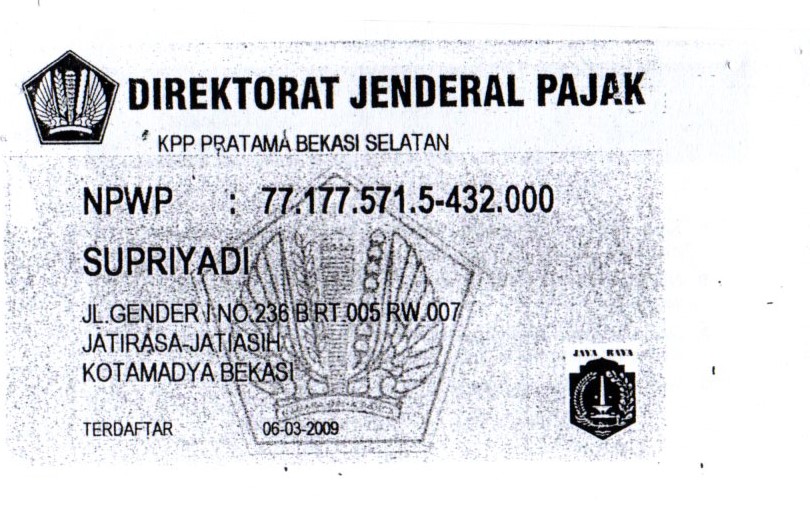 DIREKTORAT JENDERAL PAJAK
KPP PRATAMA BEKASI SELATAN
NPWP : 77.177.571.5-432.000
SUPRIYADI
JL.GENDER I NO.236 B RT.005 RW.007
JATIRASA-JATIASIH
KOTAMADYA BEKASI
JAYA RAYA
TERDAFTAR 06-03-2009